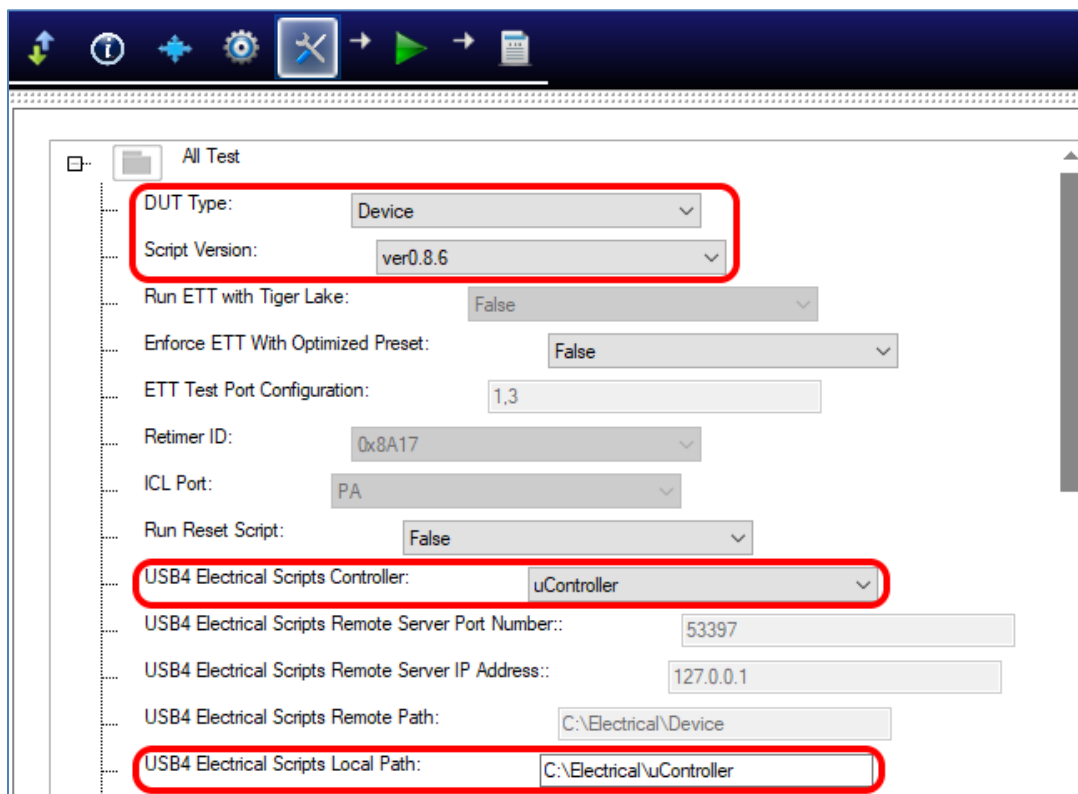 All Test
DUT Type: Device
Script Version: ver0.8.6
Run ETT with Tiger Lake: False
Enforce ETT With Optimized Preset: False
ETT Test Port Configuration: 1,3
Retimer ID: 0x8A17
ICL Port: PA
Run Reset Script: False
USB4 Electrical Scripts Controller: uController
USB4 Electrical Scripts Remote Server Port Number:: 53397
USB4 Electrical Scripts Remote Server IP Address:: 127.0.0.1
USB4 Electrical Scripts Remote Path: C:\Electrical\Device
USB4 Electrical Scripts Local Path: C:\Electrical\uController